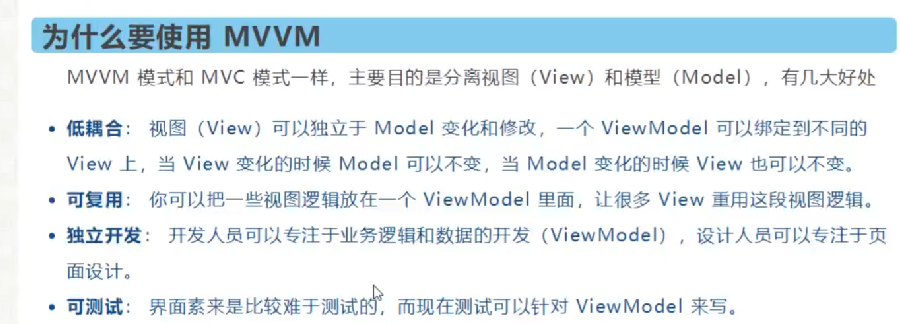 为什么要使用 MVVM
MVVM 模式和 MVC 模式一样，主要目的是分离视图（View）和模型（Model），有几大好处
• 低耦合： 视图（View）可以独立于 Model 变化和修改，一个 ViewModel 可以绑定到不同的
View 上，当 View 变化的时候 Model 可以不变，当 Model 变化的时候 View 也可以不变。
• 可复用： 你可以把一些视图逻辑放在一个 ViewModel 里面，让很多 View 重用这段视图逻辑。
• 独立开发： 开发人员可以专注于业务逻辑和数据的开发（ViewModel），设计人员可以专注于页
面设计。
• 可测试： 界面素来是比较难于测试的，而现在测试可以针对 ViewModel 来写。